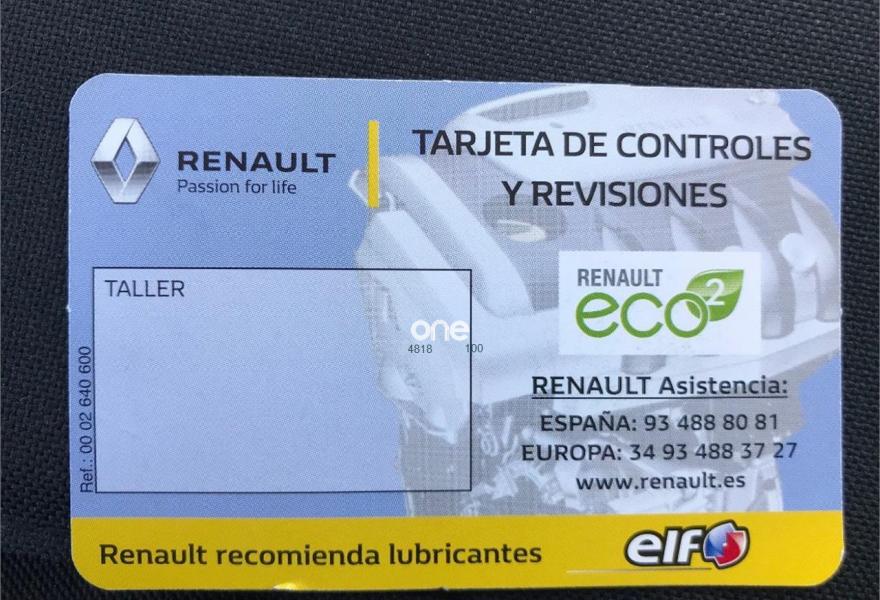 RENAULT
Passion for life
TARJETA DE CONTROLES
Y REVISIONES
TALLER
Ref.: 00 02 640 600
one
4818 100
RENAULT
eco2
RENAULT Asistencia:
ESPAÑA: 93 488 80 81
EUROPA: 34 93 488 37 27
www.renault.es
Renault recomienda lubricantes
elf